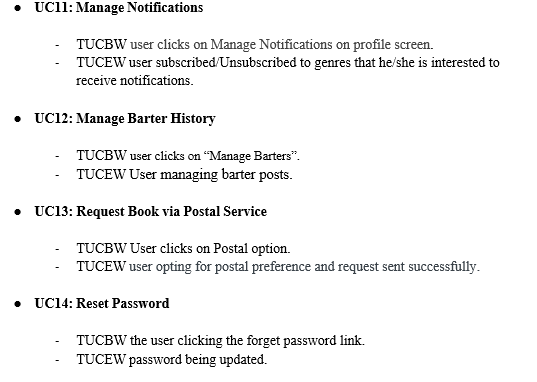 ● UC11: Manage Notifications
- TUCBW user clicks on Manage Notifications on profile screen.
- TUCEW user subscribed/Unsubscribed to genres that he/she is interested to
receive notifications.
● UC12: Manage Barter History
- TUCBW user clicks on “Manage Barters”.
- TUCEW User managing barter posts.
● UC13: Request Book via Postal Service
- TUCBW User clicks on Postal option.
- TUCEW user opting for postal preference and request sent successfully.
● UC14: Reset Password
- TUCBW the user clicking the forget password link.
- TUCEW password being updated.